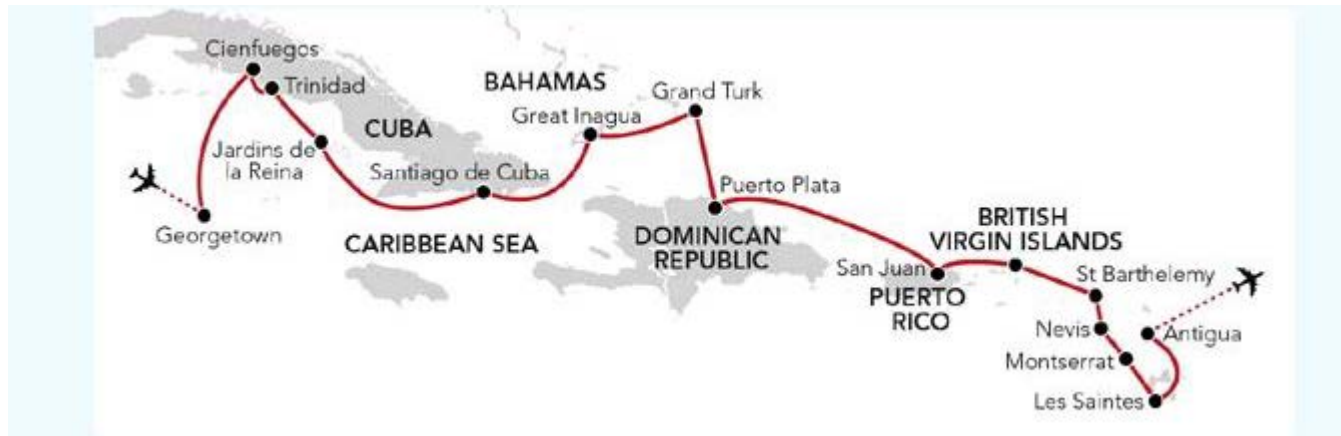 Cienfuegos
Trinidad
BAHAMAS
Grand Turk
Great Inagua
CUBA
Jardins de
la Reina
Santiago de Cuba
Puerto Plata
Georgetown
CARIBBEAN SEA
DOMINICAN
REPUBLIC
BRITISH
VIRGIN ISLANDS
San Juan
PUERTO
RICO
St Barthelemy
Nevis
Antigua
Montserrat
Les Saintes